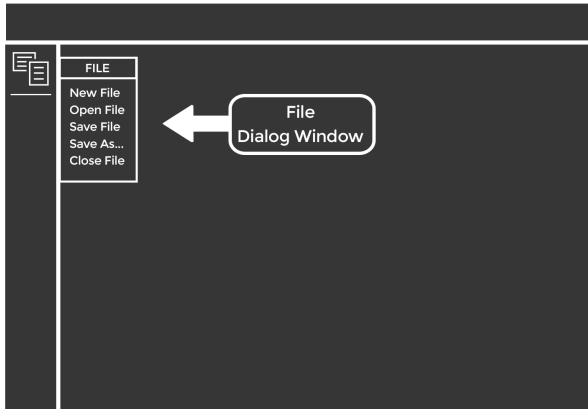 FILE
New File
Open File
Save File
Save As...
Close File
File
Dialog Window